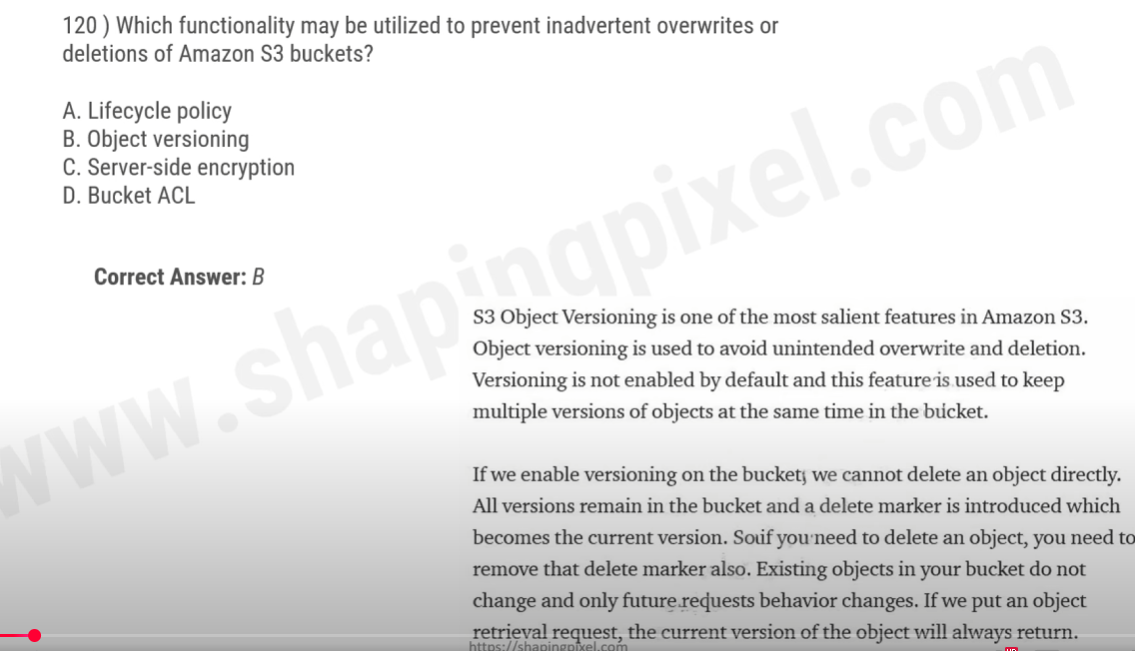 120 ) Which functionality may be utilized to prevent inadvertent overwrites or
deletions of Amazon S3 buckets?
A. Lifecycle policy
B. Object versioning
C. Server-side encryption
D. Bucket ACL
Correct Answer: B
S3 Object Versioning is one of the most salient features in Amazon S3.
Object versioning is used to avoid unintended overwrite and deletion.
Versioning is not enabled by default and this feature is used to keep
multiple versions of objects at the same time in the bucket.
If we enable versioning on the bucket, we cannot delete an object directly.
All versions remain in the bucket and a delete marker is introduced which
becomes the current version. So if you need to delete an object, you need to
remove that delete marker also. Existing objects in your bucket do not
change and only future requests behavior changes. If we put an object
retrieval request, the current version of the object will always return.
https://shapingpixel.com
www.shapingpixel.com
HD